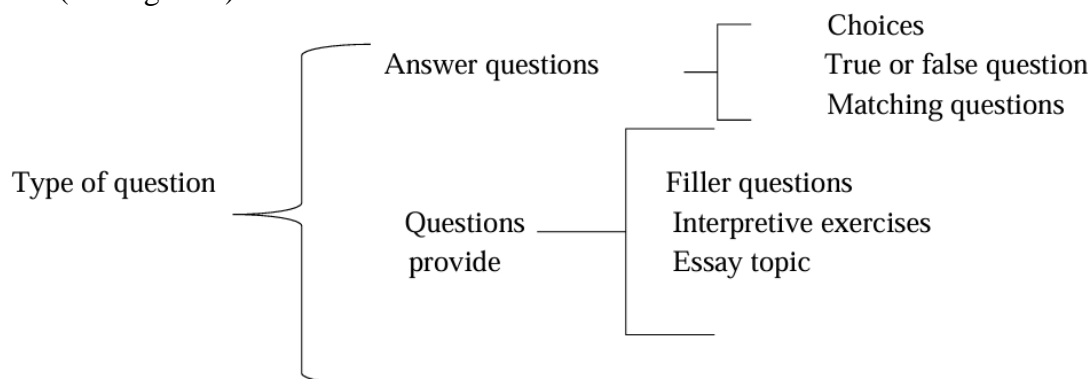 Choices
Answer questions
True or false question
Matching questions
Type of question
Filler questions
Questions
Interpretive exercises
provide
Essay topic